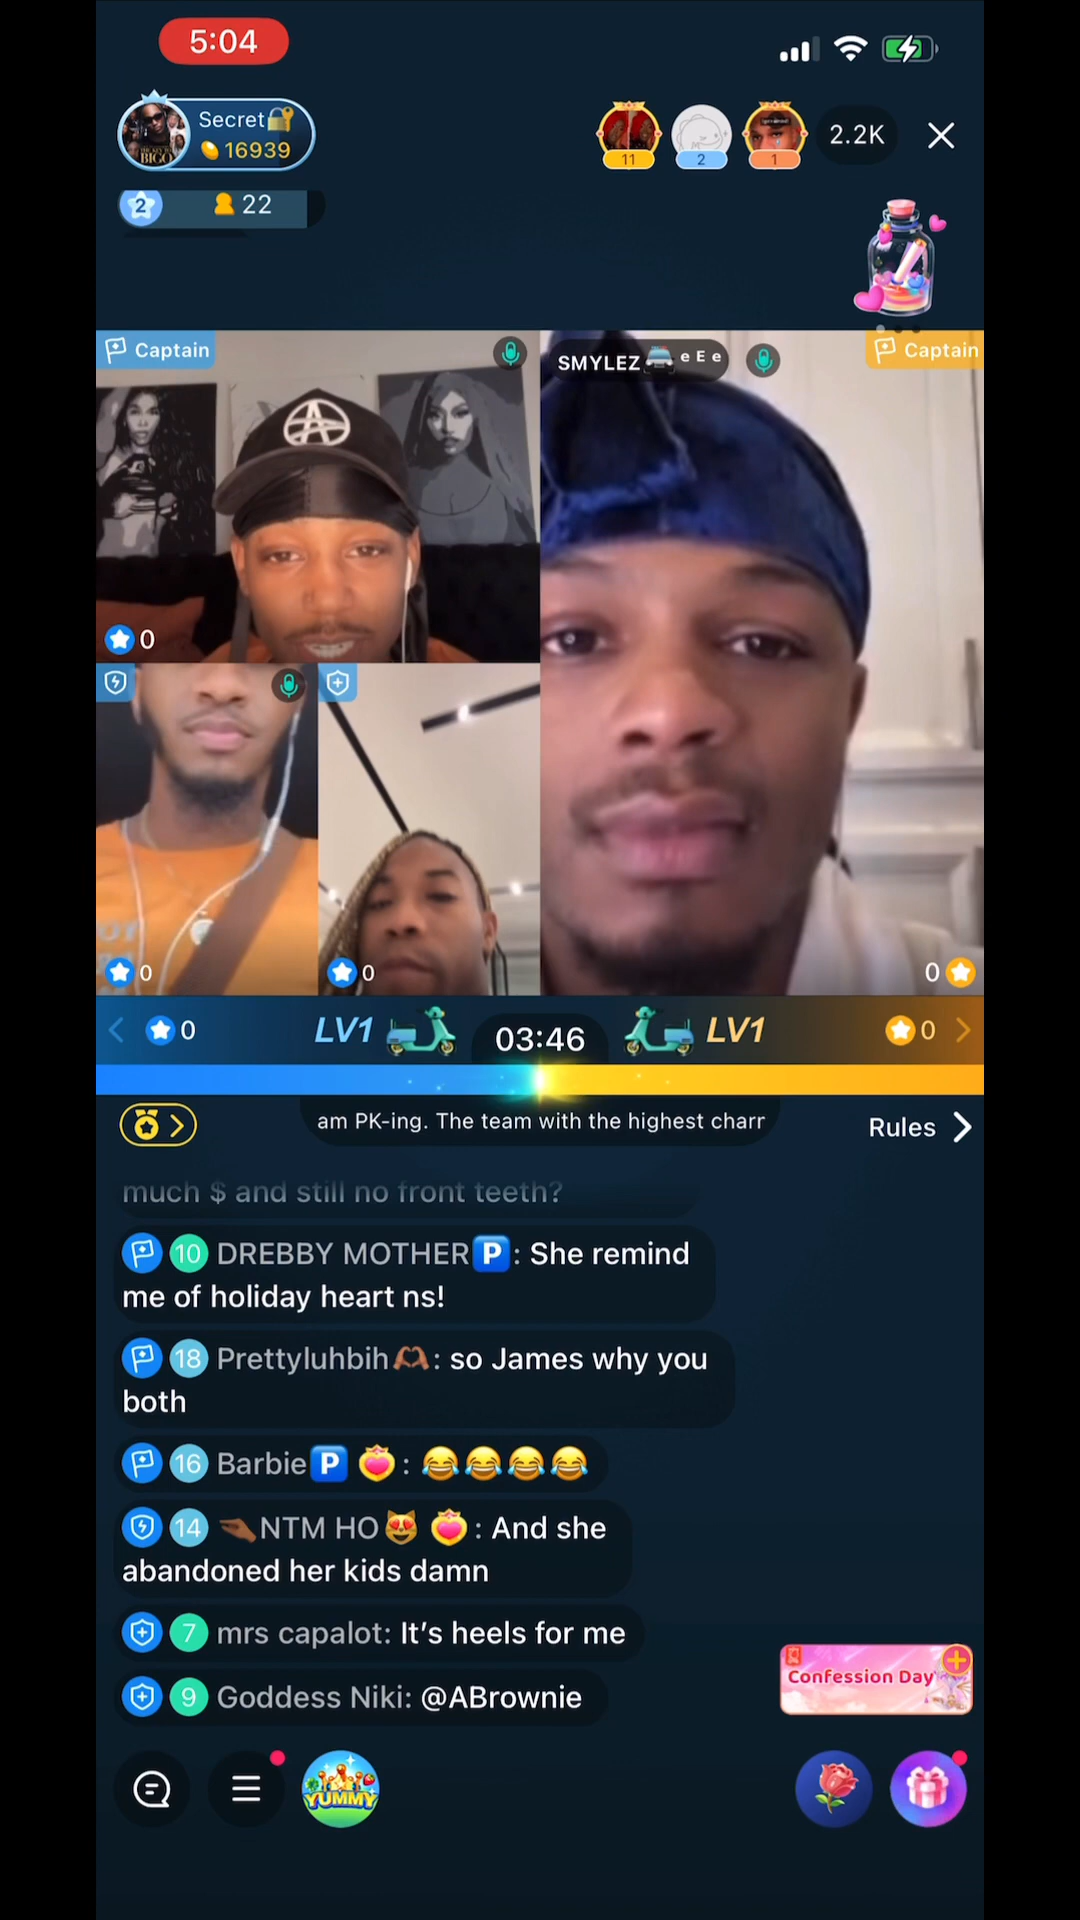 5:04
Secret
16939
11
2
1
2.2K
2
22
Captain
SMYLEZ e E e
Captain
0
0
0
0
0
LV1
03:46
LV1
0
am PK-ing. The team with the highest charr
Rules
much $ and still no front teeth?
10 DREBBY MOTHER🅿️: She remind
me of holiday heart ns!
18 Prettyluhbih🫶🏾: so James why you
both
16 Barbie🅿️: 😂😂😂😂
14 NTM HO😻: And she
abandoned her kids damn
7 mrs capalot: It's heels for me
9 Goddess Niki: @ABrownie
Confession Day
YUMMY